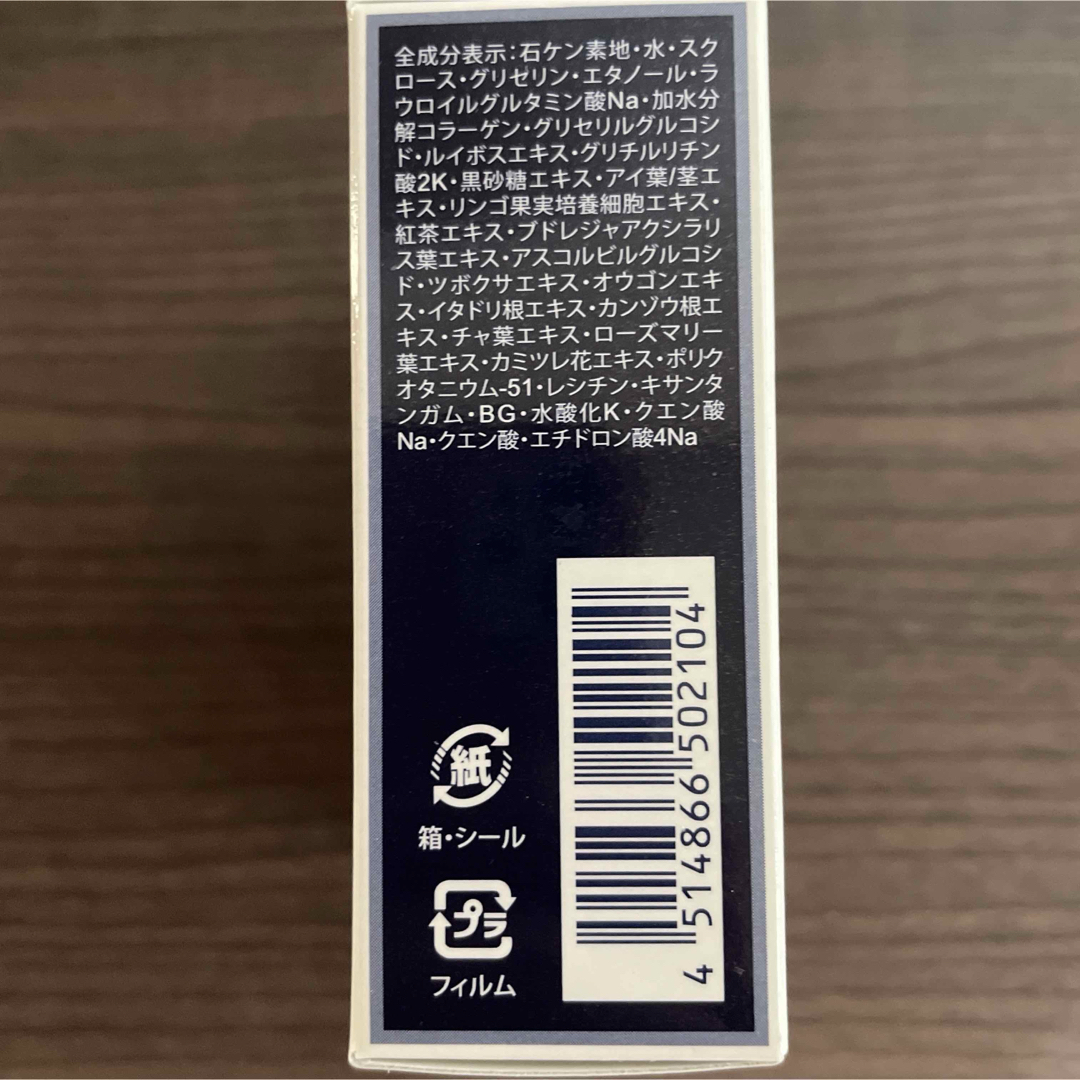 全成分表示:石ケン素地・水・スク
ロース・グリセリン・エタノール・ラ
ウロイルグルタミン酸Na・加水分
解コラーゲン・グリセリルグルコシ
ド・ルイボスエキス・グリチルリチン
酸2K・黒砂糖エキス・アイ葉/茎エ
キス・リンゴ果実培養細胞エキス・
紅茶エキス・ブドレジャアクシラリ
ス葉エキス・アスコルビルグルコシ
ド・ツボクサエキス・オウゴンエキ
ス・イタドリ根エキス・カンゾウ根エ
キス・チャ葉エキス・ローズマリー
葉エキス・カミツレ花エキス・ポリク
オタニウム-51・レシチン・キサンタ
ンガム・BG・水酸化K・クエン酸
Na・クエン酸・エチドロン酸4Na
紙
箱・シール
プラ
フィルム
4 514866 502104